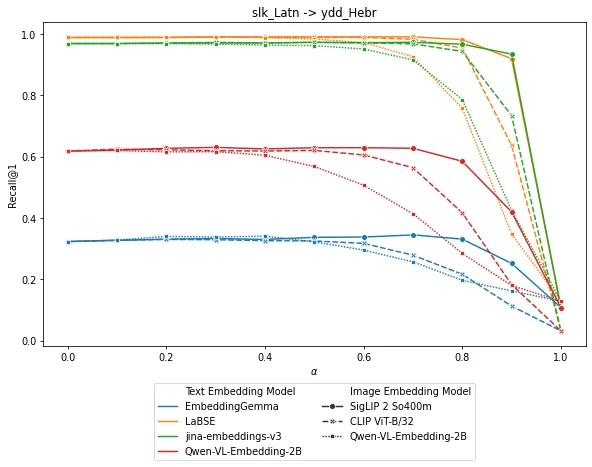 slk_Latn -> ydd_Hebr
Recall@1
1.0
0.8
0.6
0.4
0.2
0.0
0.0 0.2 0.4 0.6 0.8 1.0
α
Text Embedding Model Image Embedding Model
EmbeddingGemma SigLIP 2 So400m
LaBSE CLIP ViT-B/32
jina-embeddings-v3 Qwen-VL-Embedding-2B
Qwen-VL-Embedding-2B